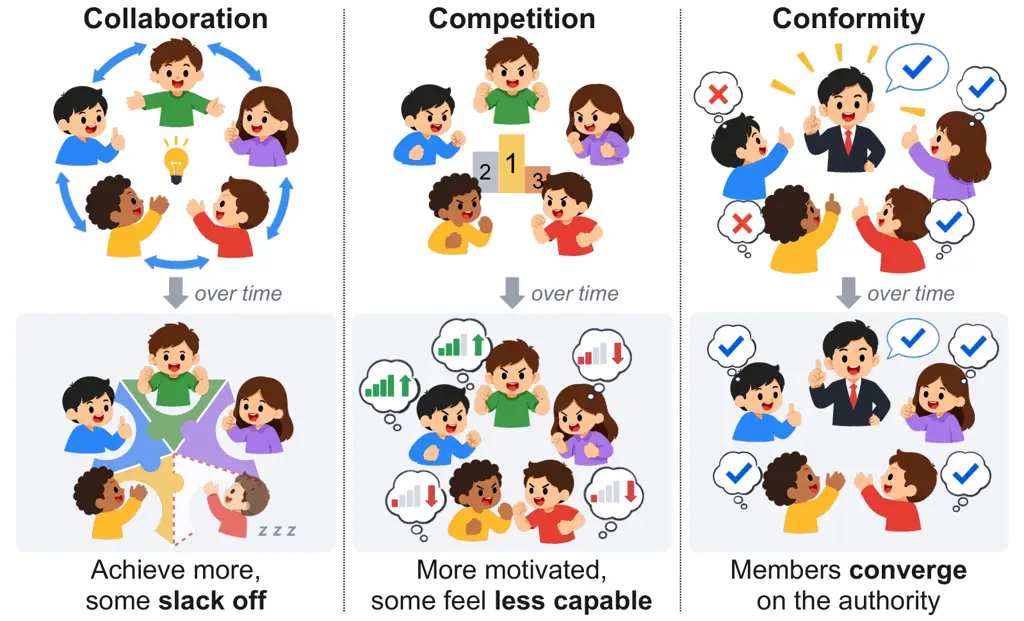 Collaboration
Competition
Conformity
2
1
3
over time
over time
over time
z z z
Achieve more,
some slack off
More motivated,
some feel less capable
Members converge
on the authority